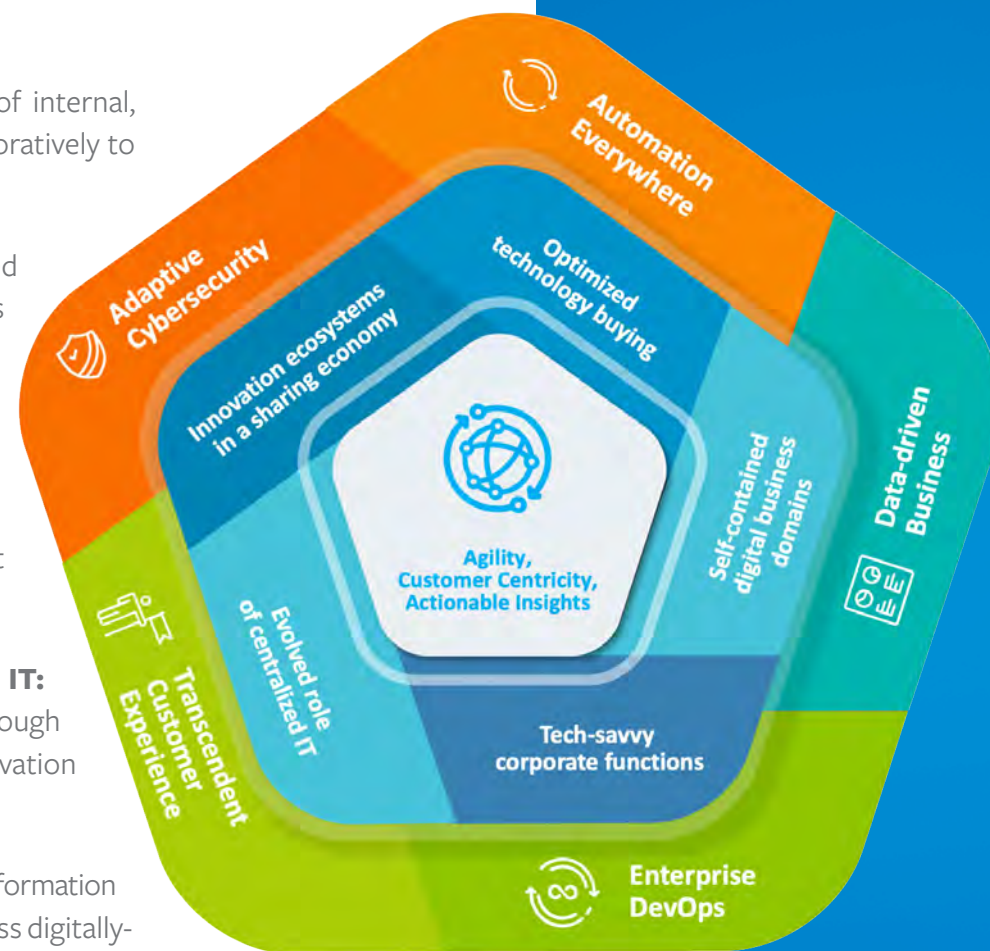 of internal,
oratively to
d
s
t
IT:
ough
vation
formation
ss digitally-
Automation
Everywhere
Adaptive
Cybersecurity
Optimized
technology buying
Innovation ecosystems
in a sharing economy
Data-driven
Business
Self-contained
digital business
domains
Agility,
Customer Centricity,
Actionable Insights
Evolved role
of centralized IT
Transcendent
Customer
Experience
Tech-savvy
corporate functions
Enterprise
DevOps